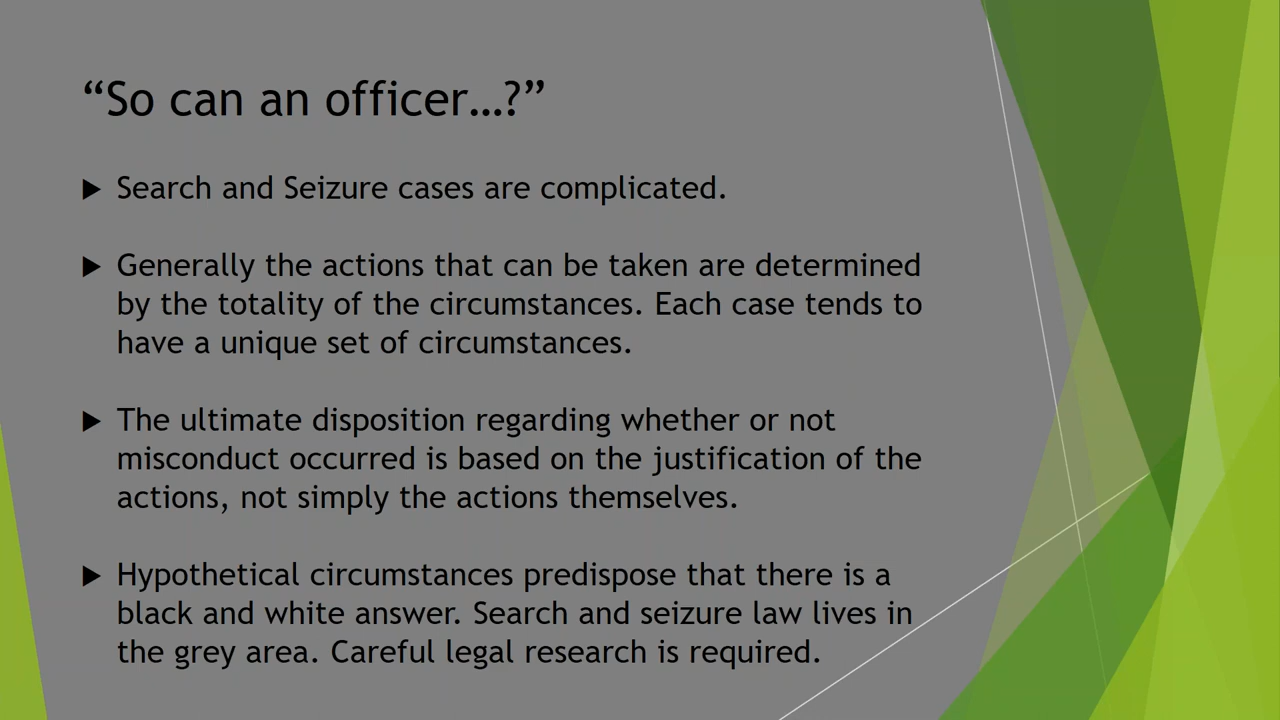 “So can an officer…?”
Search and Seizure cases are complicated.
Generally the actions that can be taken are determined
by the totality of the circumstances. Each case tends to
have a unique set of circumstances.
The ultimate disposition regarding whether or not
misconduct occurred is based on the justification of the
actions, not simply the actions themselves.
Hypothetical circumstances predispose that there is a
black and white answer. Search and seizure law lives in
the grey area. Careful legal research is required.